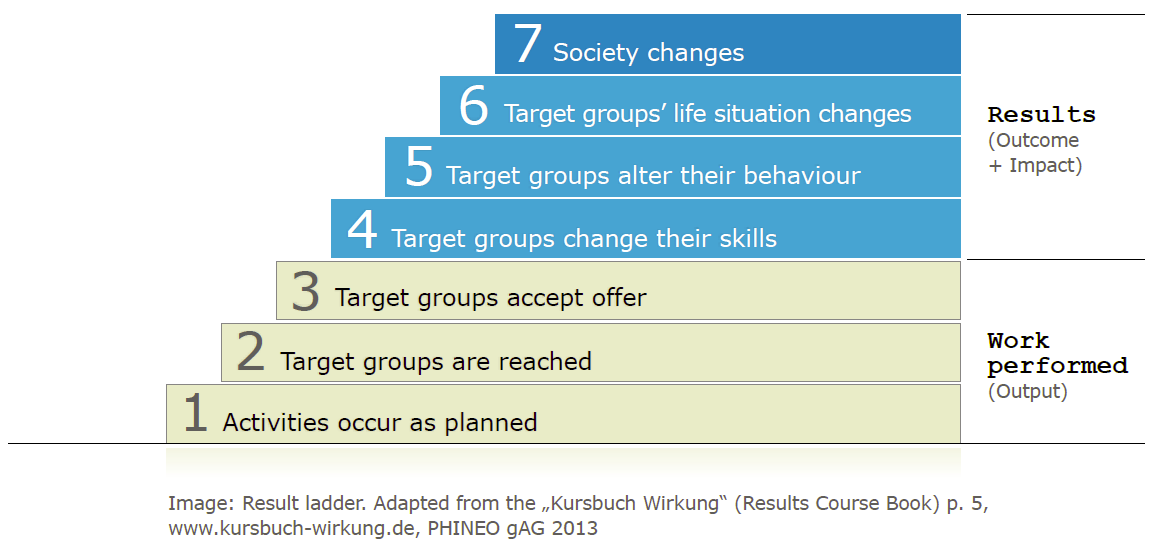 7 Society changes
6 Target groups’ life situation changes
5 Target groups alter their behaviour
4 Target groups change their skills
3 Target groups accept offer
2 Target groups are reached
1 Activities occur as planned
Results
(Outcome
+ Impact)
Work
performed
(Output)
Image: Result ladder. Adapted from the „Kursbuch Wirkung“ (Results Course Book) p. 5,
www.kursbuch-wirkung.de, PHINEO gAG 2013